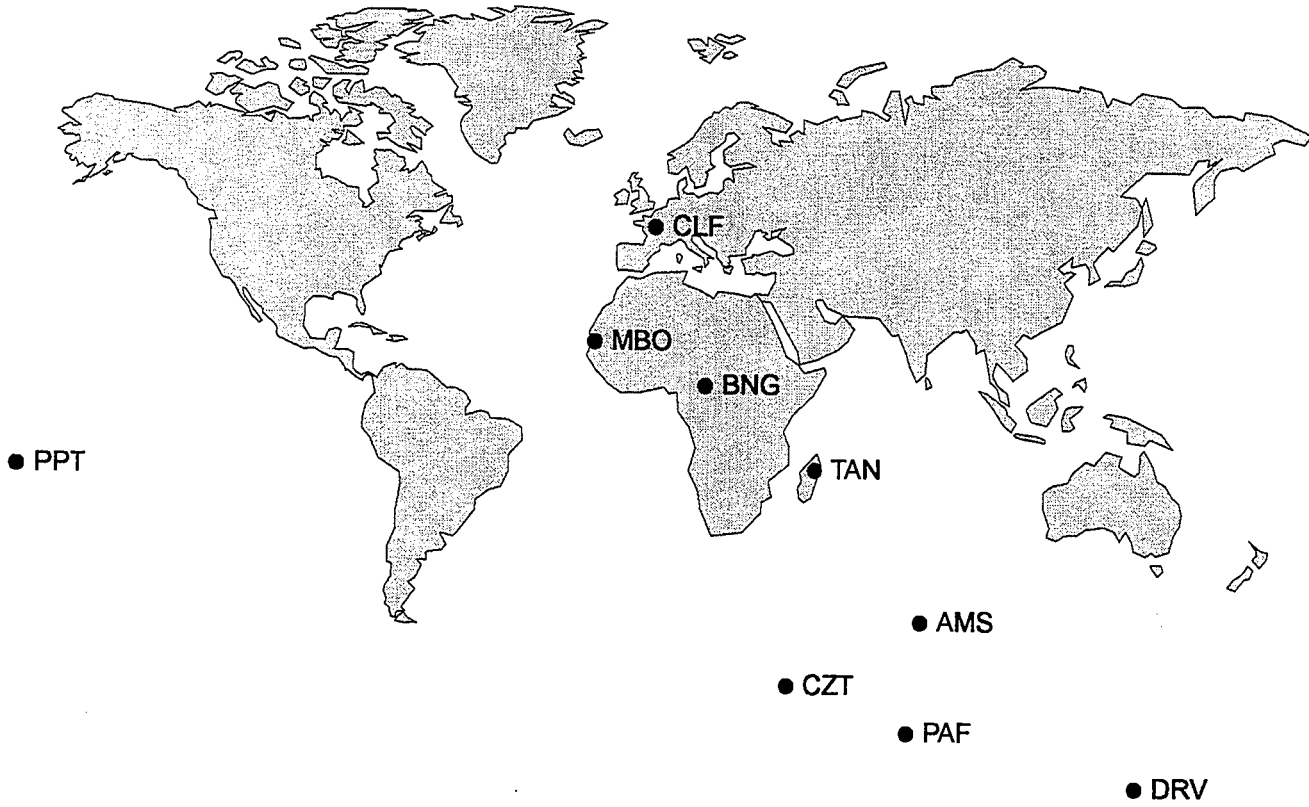 CLF
MBO
BNG
PPT
TAN
AMS
CZT
PAF
DRV